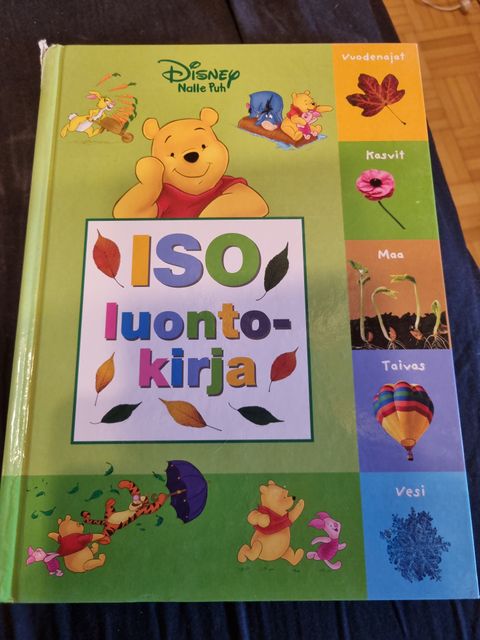 Disney
Nalle Puh
ISO
luonto-
kirja
Vuodenajat
Kasvit
Maa
Taivas
Vesi